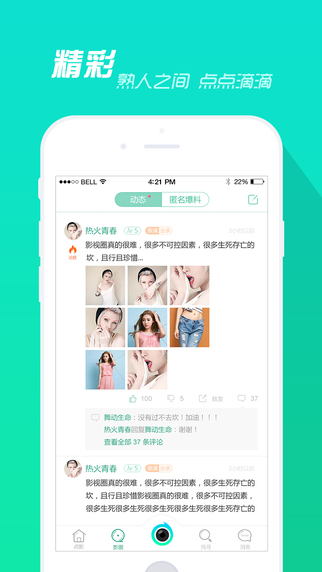 精彩
熟人之间 点点滴滴
BELL
4:21 PM
22%
动态
匿名爆料
热火青春
Lv 5
影视圈真的很难，很多不可控因素，很多生死存亡的
坎，且行且珍惜...
100
5
转发
37
舞动生命：没有过不去坎！加油！！！
热火青春回复舞动生命：谢谢！
查看全部 37 条评论
热火青春
Lv 5
影视圈真的很难，很多不可控因素，很多生死存亡的
坎，且行且珍惜影视圈真的很难，很多不可控因素，
很多生死很多生死很多生死很多生死很多生死存亡的
影圈
消息